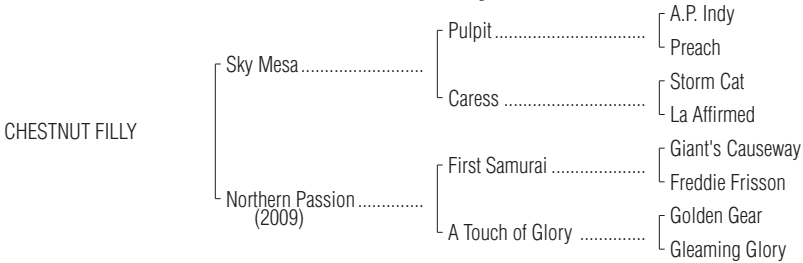 A.P. Indy
Pulpit..............................
Preach
Sky Mesa.........................
Storm Cat
Caress .............................
La Affirmed
CHESTNUT FILLY
Giant's Causeway
First Samurai ...................
Freddie Frisson
Northern Passion..............
(2009)
Golden Gear
A Touch of Glory ..............
Gleaming Glory